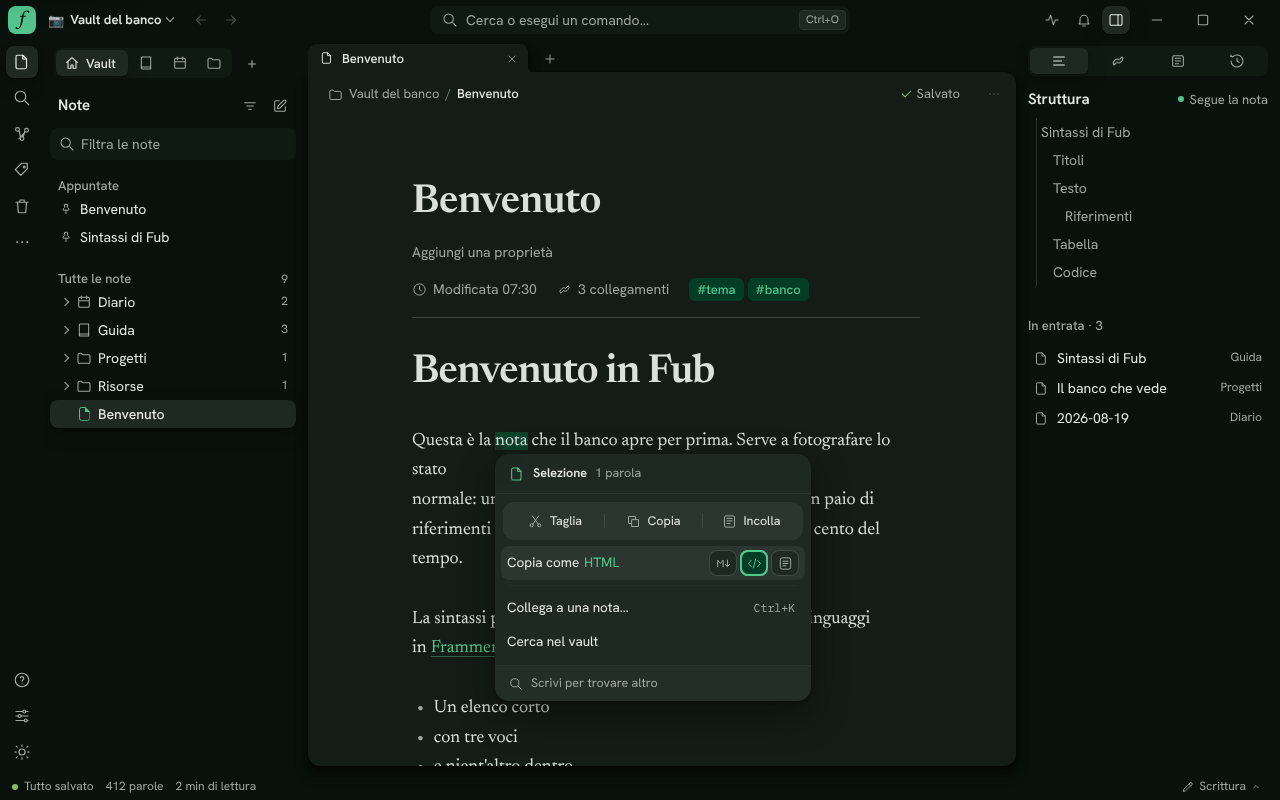 Vault del banco
Cerca o esegui un comando…
Ctrl+O
Vault
Note
Filtra le note
Appuntate
Benvenuto
Sintassi di Fub
Tutte le note 9
Diario 2
Guida 3
Progetti 1
Risorse 1
Benvenuto
Benvenuto
Vault del banco / Benvenuto
Salvato
Benvenuto
Aggiungi una proprietà
Modificata 07:30 3 collegamenti #tema #banco
Benvenuto in Fub
Questa è la nota che il banco apre per prima. Serve a fotografare lo
stato
normale: n paio di
riferimenti cento del
tempo.
La sintassi
in
Selezione 1 parola
Taglia Copia Incolla
Copia come HTML
Collega a una nota… Ctrl+K
Cerca nel vault
Scrivi per trovare altro
Un elenco corto
con tre voci
e nient'altro dentro
Struttura Segue la nota
Sintassi di Fub
Titoli
Testo
Riferimenti
Tabella
Codice
In entrata · 3
Sintassi di Fub Guida
Il banco che vede Progetti
2026-08-19 Diario
Tutto salvato 412 parole 2 min di lettura
Scrittura